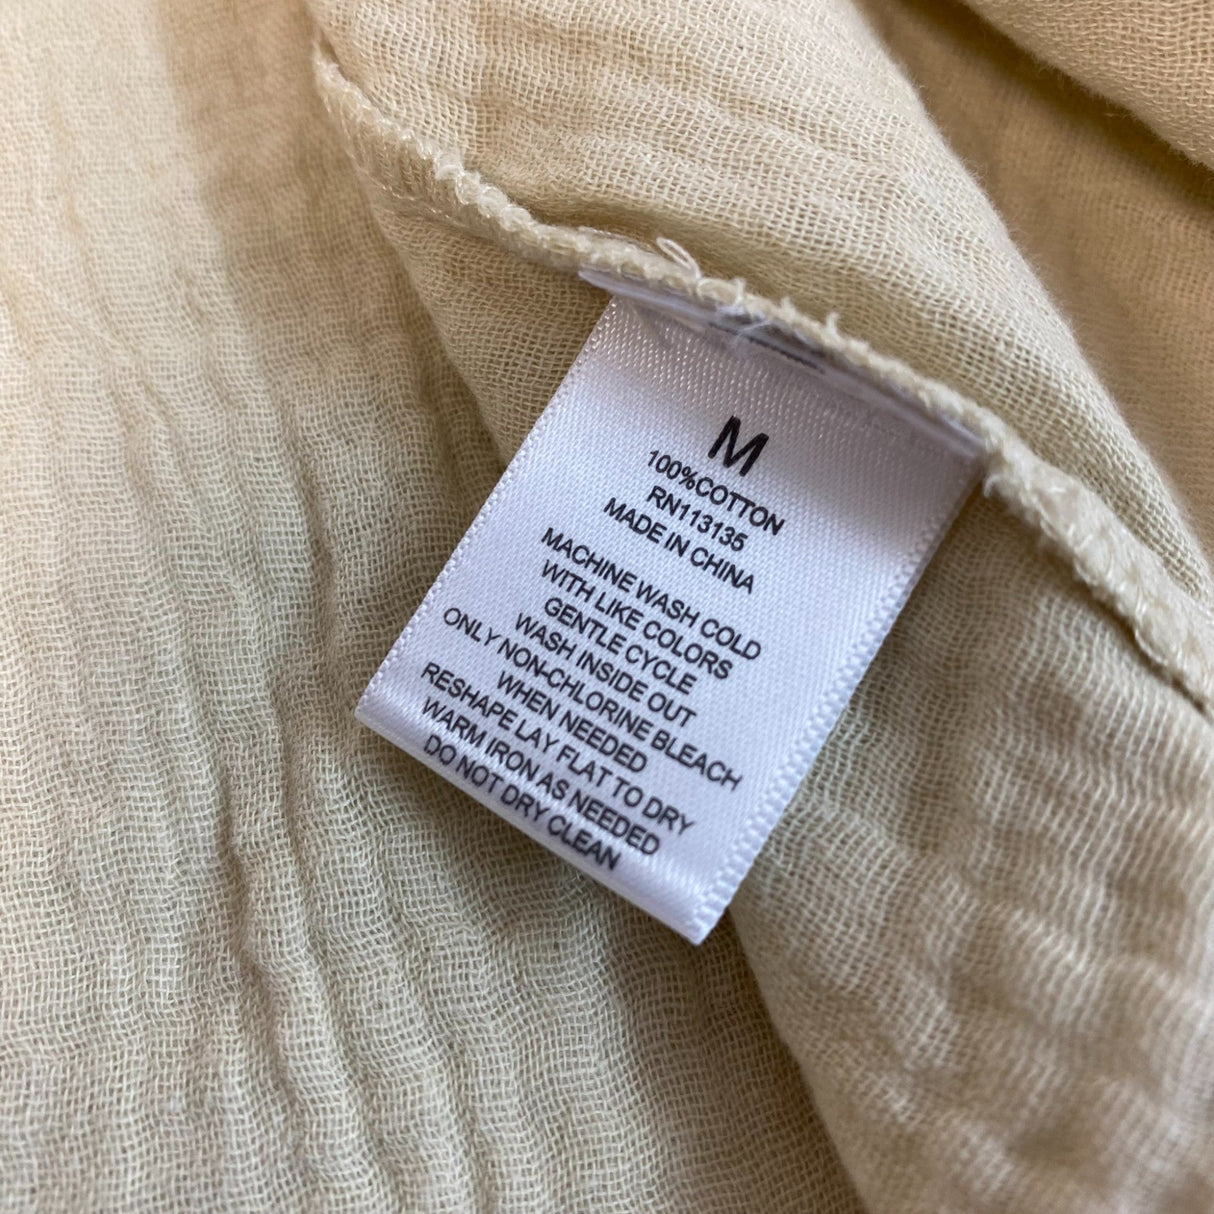 M
100%COTTON
RN113135
MADE IN CHINA
MACHINE WASH COLD
WITH LIKE COLORS
GENTLE CYCLE
WASH INSIDE OUT
ONLY NON-CHLORINE BLEACH
WHEN NEEDED
RESHAPE LAY FLAT TO DRY
WARM IRON AS NEEDED
DO NOT DRY CLEAN